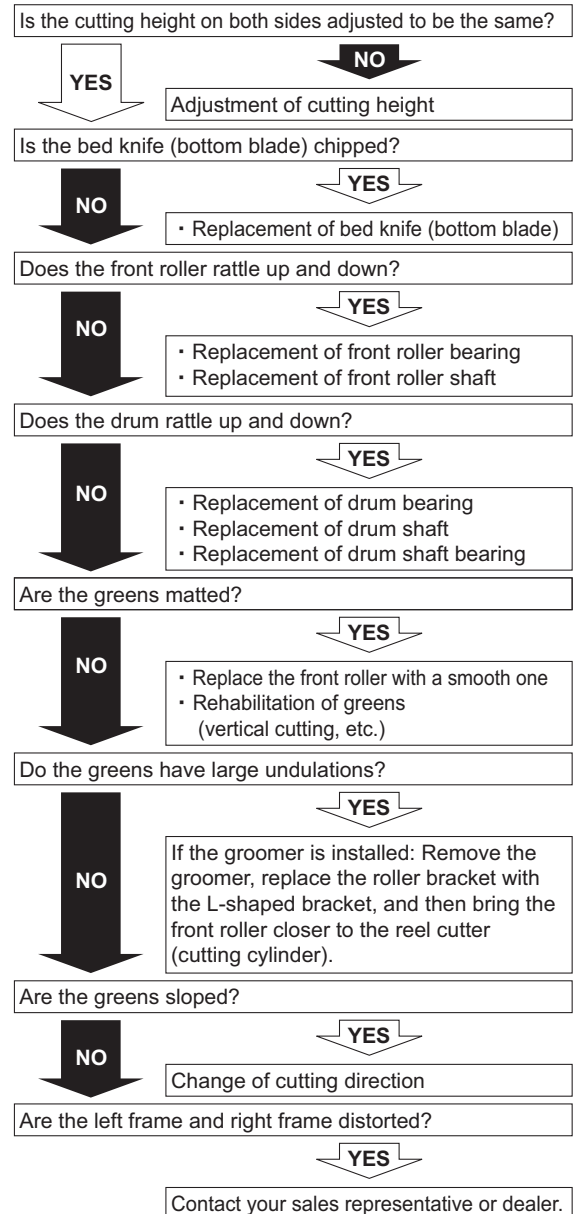 Is the cutting height on both sides adjusted to be the same?
YES
NO
Adjustment of cutting height
Is the bed knife (bottom blade) chipped?
NO
YES
・Replacement of bed knife (bottom blade)
Does the front roller rattle up and down?
NO
YES
・Replacement of front roller bearing
・Replacement of front roller shaft
Does the drum rattle up and down?
NO
YES
・Replacement of drum bearing
・Replacement of drum shaft
・Replacement of drum shaft bearing
Are the greens matted?
NO
YES
・Replace the front roller with a smooth one
・Rehabilitation of greens
(vertical cutting, etc.)
Do the greens have large undulations?
NO
YES
If the groomer is installed: Remove the
groomer, replace the roller bracket with
the L-shaped bracket, and then bring the
front roller closer to the reel cutter
(cutting cylinder).
Are the greens sloped?
NO
YES
Change of cutting direction
Are the left frame and right frame distorted?
YES
Contact your sales representative or dealer.